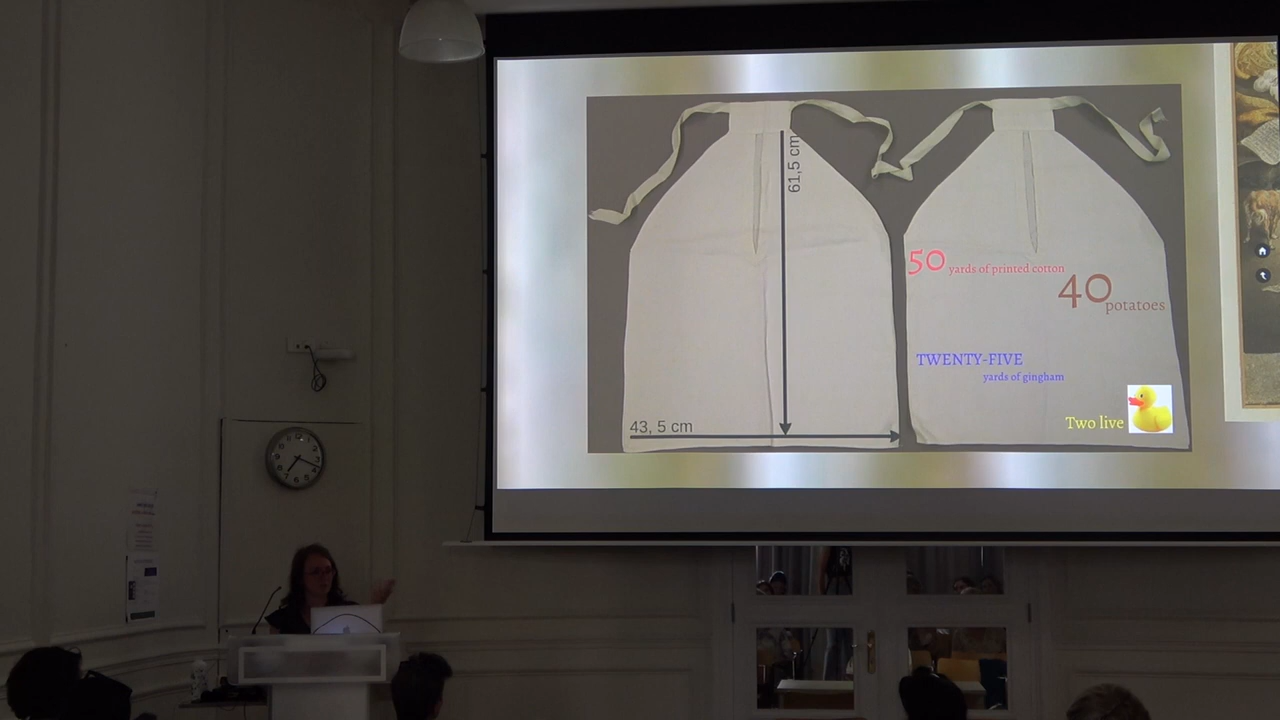 61,5 cm
43, 5 cm
50 yards of printed cotton
40 potatoes
TWENTY-FIVE
yards of gingham
Two live